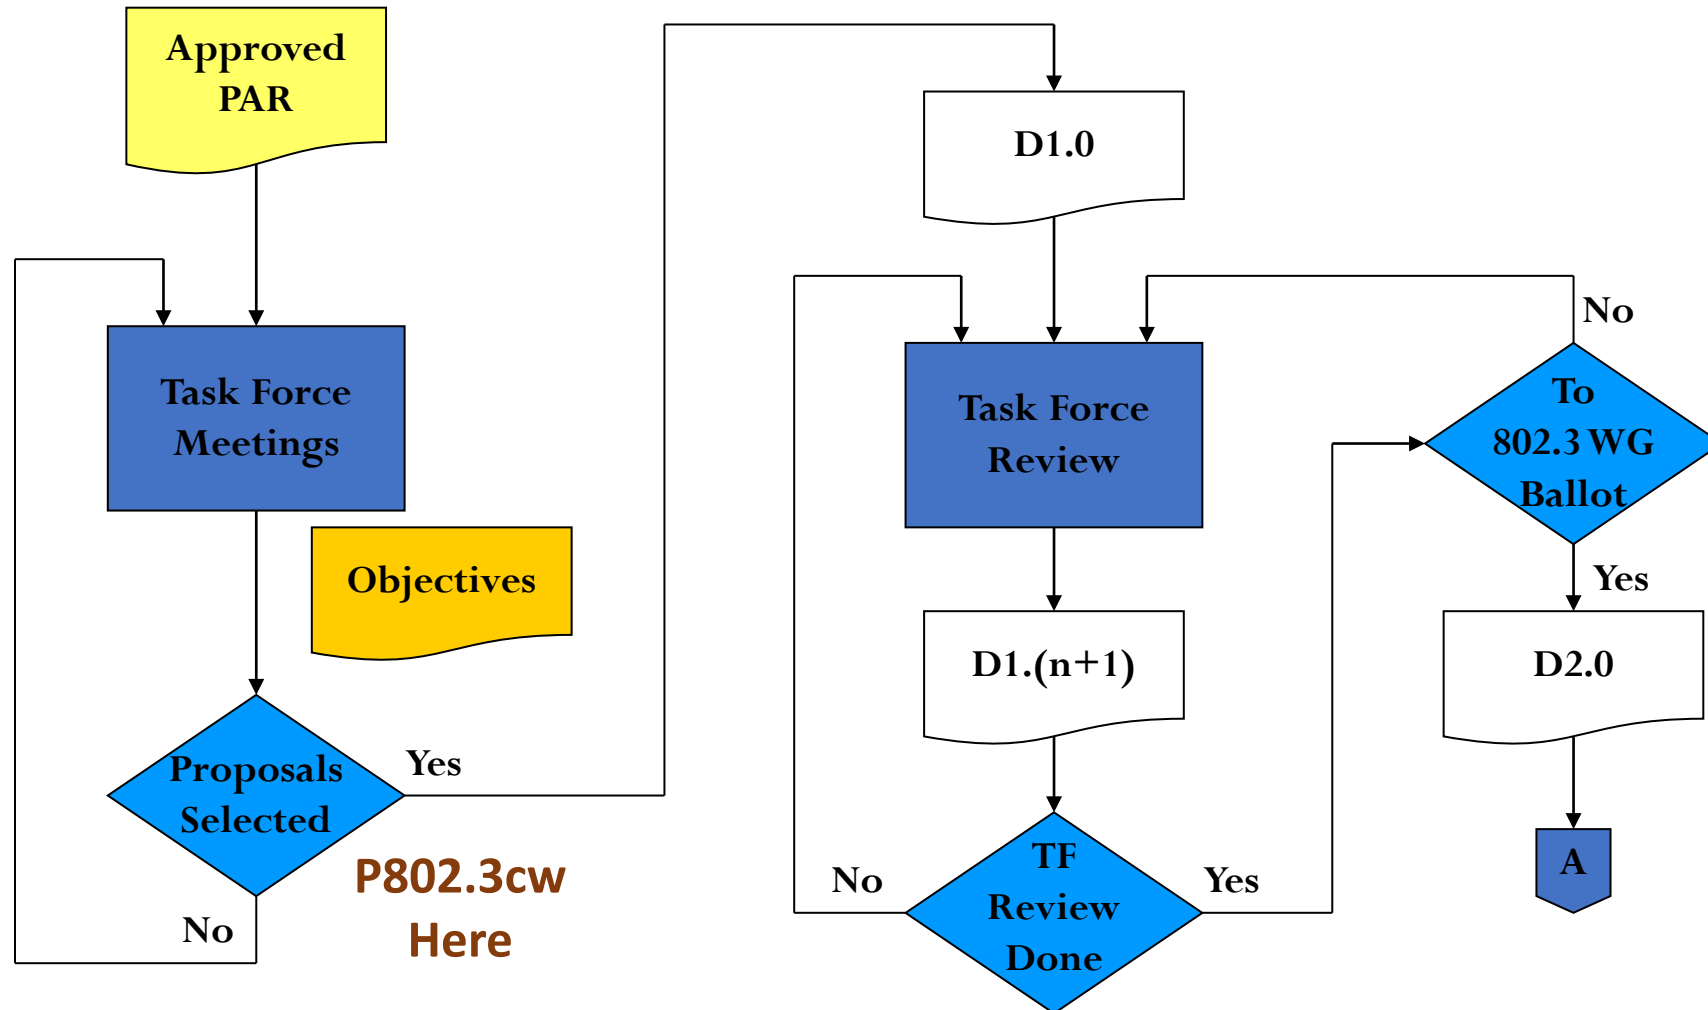 Approved
PAR
Task Force
Meetings
Objectives
Proposals
Selected
Yes
No
P802.3cw
Here
D1.0
Task Force
Review
D1.(n+1)
TF
Review
Done
No
Yes
To
802.3 WG
Ballot
No
Yes
D2.0
A